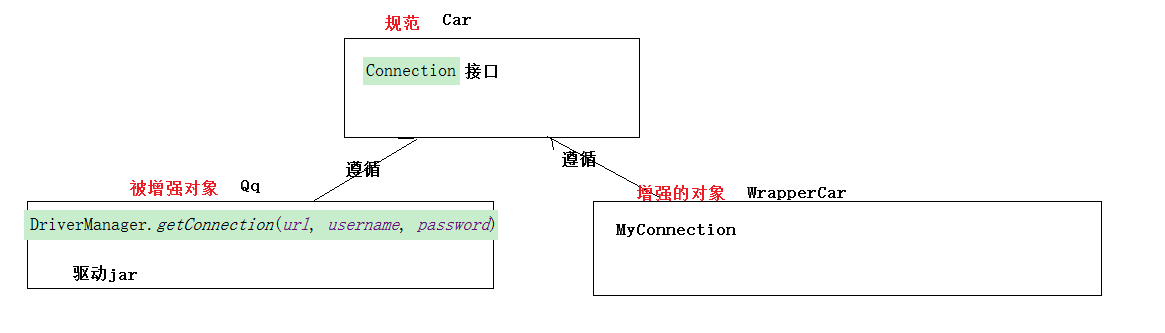 规范 Car
Connection 接口
遵循 遵循
被增强对象 Qq
增强的对象 WrapperCar
DriverManager.getConnection(url, username, password)
MyConnection
驱动jar